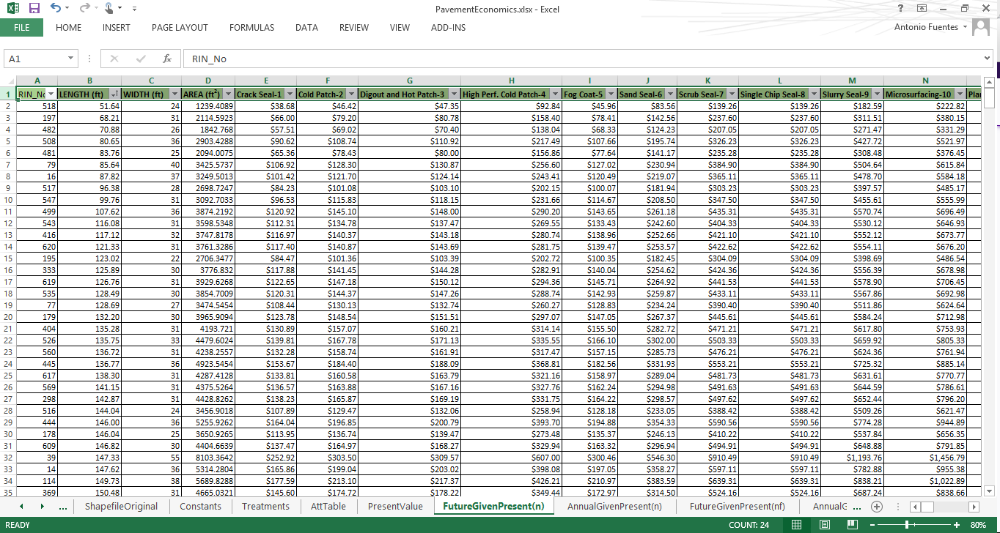 PavementEconomics.xlsx - Excel
FILE HOME INSERT PAGE LAYOUT FORMULAS DATA REVIEW VIEW ADD-INS Antonio Fuentes
A1 fx RIN_No
A B C D E F G H I J K L M N
1 RIN_No LENGTH (ft) WIDTH (ft) AREA (ft²) Crack Seal-1 Cold Patch-2 Digout and Hot Patch-3 High Perf. Cold Patch-4 Fog Coat-5 Sand Seal-6 Scrub Seal-7 Single Chip Seal-8 Slurry Seal-9 Microsurfacing-10 Plan
2 518 51.64 24 1239.4089 $38.68 $46.42 $47.35 $92.84 $45.96 $83.56 $139.26 $139.26 $182.59 $222.82
3 197 68.21 31 2114.5923 $66.00 $79.20 $80.78 $158.40 $78.41 $142.56 $237.60 $237.60 $311.51 $380.15
4 482 70.88 26 1842.768 $57.51 $69.02 $70.40 $138.04 $68.33 $124.23 $207.05 $207.05 $271.47 $331.29
5 508 80.65 36 2903.4288 $90.62 $108.74 $110.92 $217.49 $107.66 $195.74 $326.23 $326.23 $427.72 $521.97
6 481 83.76 25 2094.0075 $65.36 $78.43 $80.00 $156.86 $77.64 $141.17 $235.28 $235.28 $308.48 $376.45
7 79 85.64 40 3425.5737 $106.92 $128.30 $130.87 $256.60 $127.02 $230.94 $384.90 $384.90 $504.64 $615.84
8 16 87.82 37 3249.5013 $101.42 $121.70 $124.14 $243.41 $120.49 $219.07 $365.11 $365.11 $478.70 $584.18
9 517 96.38 28 2698.7247 $84.23 $101.08 $103.10 $202.15 $100.07 $181.94 $303.23 $303.23 $397.57 $485.17
10 547 99.76 31 3092.7033 $96.53 $115.83 $118.15 $231.66 $114.67 $208.50 $347.50 $347.50 $455.61 $555.99
11 499 107.62 36 3874.2192 $120.92 $145.10 $148.00 $290.20 $143.65 $261.18 $435.31 $435.31 $570.74 $696.49
12 543 116.08 31 3598.5348 $112.31 $134.78 $137.47 $269.55 $133.43 $242.60 $404.33 $404.33 $530.12 $646.93
13 416 117.12 32 3747.8178 $116.97 $140.37 $143.18 $280.74 $138.96 $252.66 $421.10 $421.10 $552.12 $673.77
14 620 121.33 31 3761.3286 $117.40 $140.87 $143.69 $281.75 $139.47 $253.57 $422.62 $422.62 $554.11 $676.20
15 195 123.02 22 2706.3477 $84.47 $101.36 $103.39 $202.72 $100.35 $182.45 $304.09 $304.09 $398.69 $486.54
16 333 125.89 30 3776.832 $117.88 $141.45 $144.28 $282.91 $140.04 $254.62 $424.36 $424.36 $556.39 $678.98
17 619 126.76 31 3929.6268 $122.65 $147.18 $150.12 $294.36 $145.71 $264.92 $441.53 $441.53 $578.90 $706.45
18 535 128.49 30 3854.7009 $120.31 $144.37 $147.26 $288.74 $142.93 $259.87 $433.11 $433.11 $567.86 $692.98
19 77 128.69 27 3474.5454 $108.44 $130.13 $132.74 $260.27 $128.83 $234.24 $390.40 $390.40 $511.86 $624.64
20 179 132.20 30 3965.9094 $123.78 $148.54 $151.51 $297.07 $147.05 $267.37 $445.61 $445.61 $584.24 $712.98
21 404 135.28 31 4193.721 $130.89 $157.07 $160.21 $314.14 $155.50 $282.72 $471.21 $471.21 $617.80 $753.93
22 526 135.75 33 4479.6024 $139.81 $167.78 $171.13 $335.55 $166.10 $302.00 $503.33 $503.33 $659.92 $805.33
23 560 136.72 31 4238.2557 $132.28 $158.74 $161.91 $317.47 $157.15 $285.73 $476.21 $476.21 $624.36 $761.94
24 445 136.77 36 4923.5454 $153.67 $184.40 $188.09 $368.81 $182.56 $331.93 $553.21 $553.21 $725.32 $885.14
25 617 138.30 31 4287.4128 $133.81 $160.58 $163.79 $321.16 $158.97 $289.04 $481.73 $481.73 $631.61 $770.77
26 569 141.15 31 4375.5264 $136.57 $163.88 $167.16 $327.76 $162.24 $294.98 $491.63 $491.63 $644.59 $786.61
27 298 142.87 31 4428.8262 $138.23 $165.87 $169.19 $331.75 $164.22 $298.57 $497.62 $497.62 $652.44 $796.20
28 516 144.04 24 3456.9018 $107.89 $129.47 $132.06 $258.94 $128.18 $233.05 $388.42 $388.42 $509.26 $621.47
29 444 146.00 36 5255.9262 $164.04 $196.85 $200.79 $393.70 $194.88 $354.33 $590.56 $590.56 $774.28 $944.89
30 178 146.04 25 3650.9265 $113.95 $136.74 $139.47 $273.48 $135.37 $246.13 $410.22 $410.22 $537.84 $656.35
31 609 146.82 30 4404.6639 $137.47 $164.97 $168.27 $329.94 $163.32 $296.94 $494.91 $494.91 $648.88 $791.85
32 39 147.33 55 8103.3642 $252.92 $303.50 $309.57 $607.00 $300.46 $546.30 $910.49 $910.49 $1,193.76 $1,456.79
33 14 147.62 36 5314.2804 $165.86 $199.04 $203.02 $398.08 $197.05 $358.27 $597.11 $597.11 $782.88 $955.38
34 114 149.73 38 5689.8288 $177.59 $213.10 $217.37 $426.21 $210.97 $383.59 $639.31 $639.31 $838.21 $1,022.89
35 369 150.48 31 4665.0321 $145.60 $174.72 $178.22 $349.44 $172.97 $314.50 $524.16 $524.16 $687.24 $838.66
... ShapefileOriginal Constants Treatments AttTable PresentValue FutureGivenPresent(n) AnnualGivenPresent(n) FutureGivenPresent(nf) AnnualG ...
READY COUNT: 24 80%